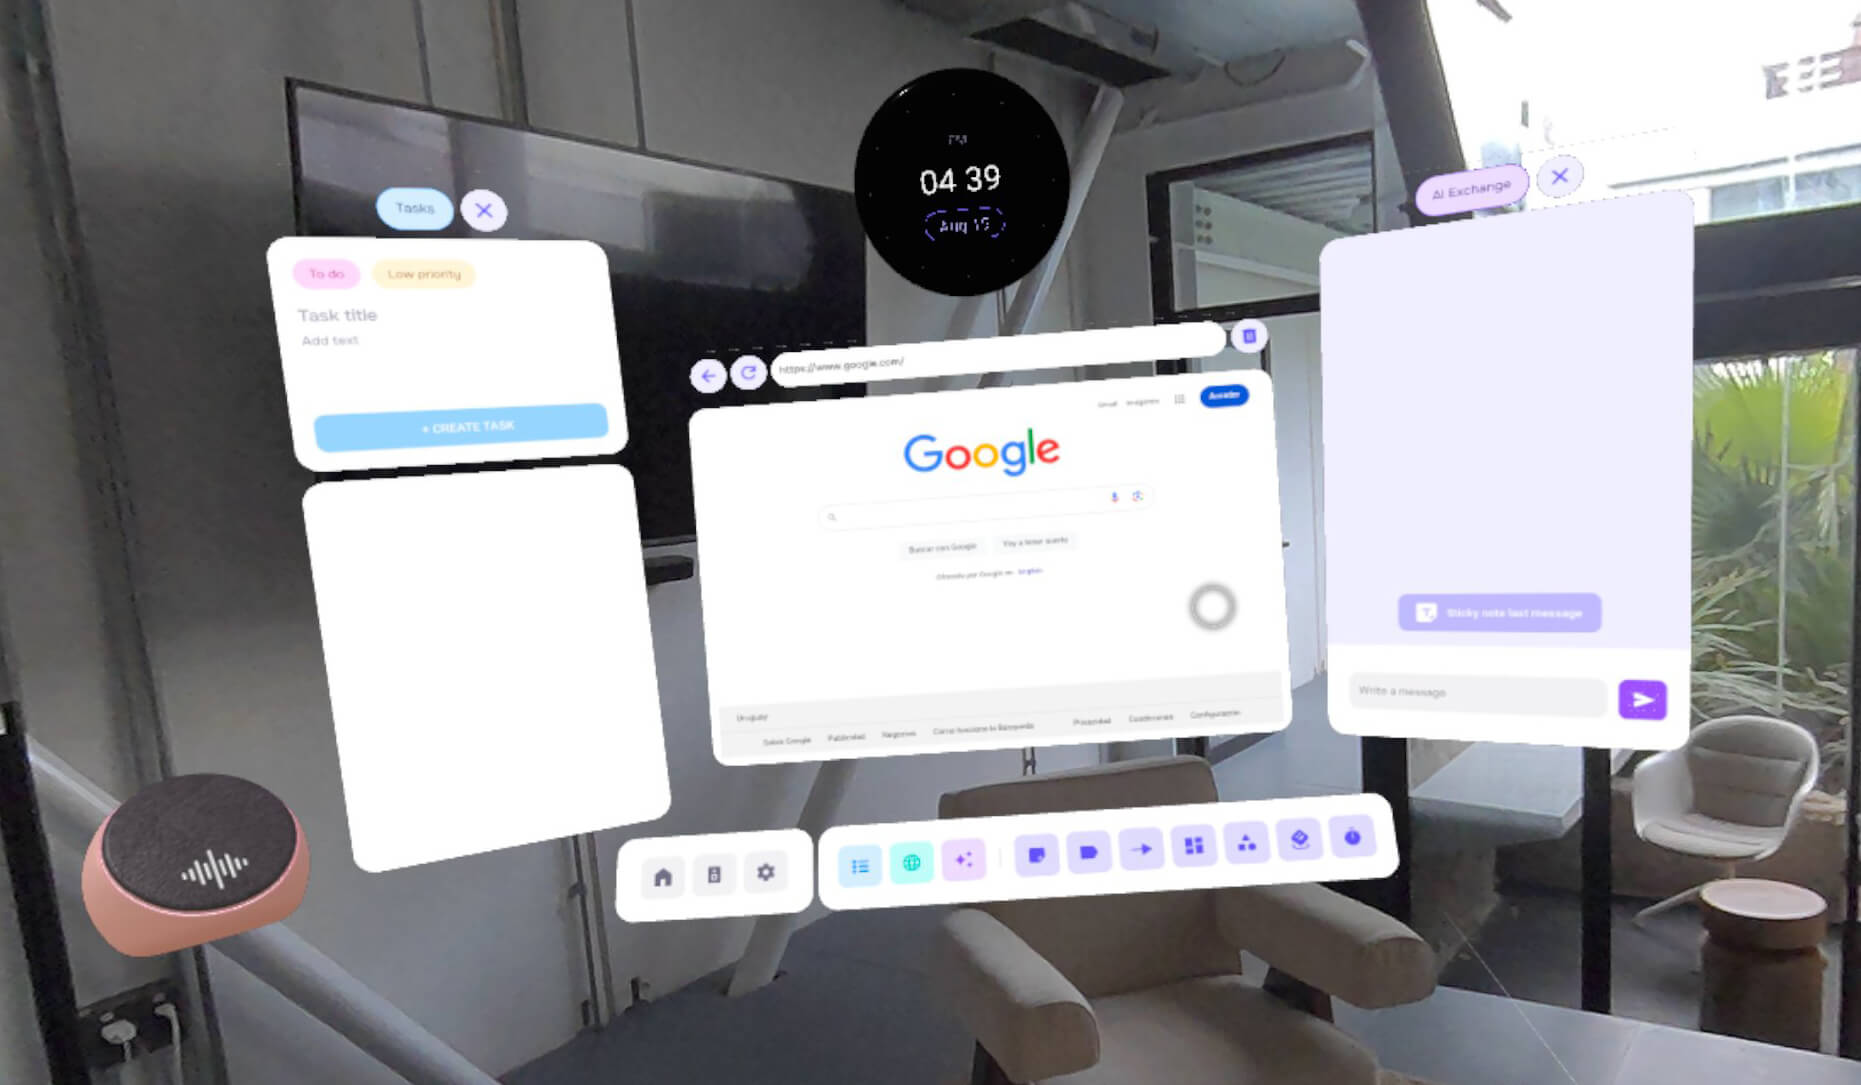 PM
04 39
Aug 15
Tasks
To do
Low priority
Task title
Add text
+ CREATE TASK
https://www.google.com/
Gmail Imágenes
Acceder
Google
Buscar con Google
Voy a tener suerte
Ofrecido por Google en: English
Uruguay
Sobre Google Publicidad Negocios Cómo funciona la Búsqueda Privacidad Condiciones Configuración
AI Exchange
Sticky note last message
Write a message